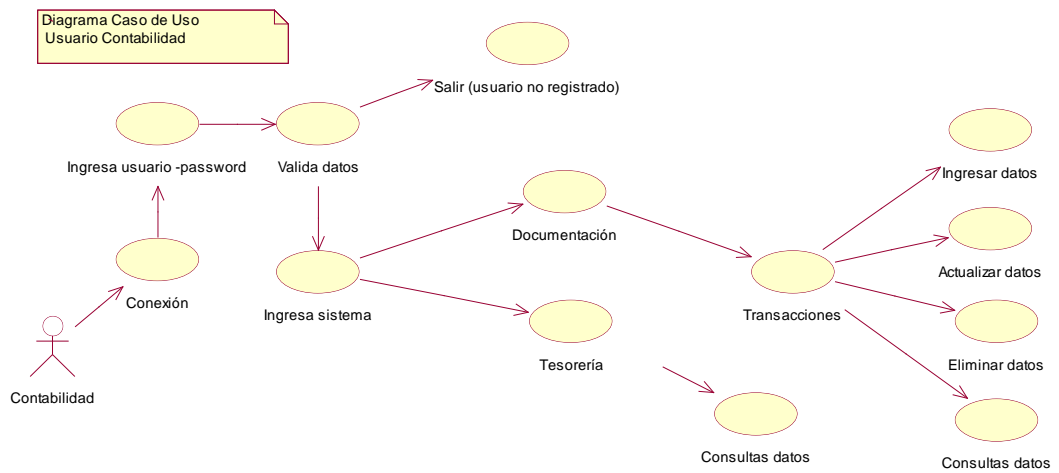 Diagrama Caso de Uso
Usuario Contabilidad
Salir (usuario no registrado)
Ingresa usuario -password
Valida datos
Ingresar datos
Documentación
Actualizar datos
Conexión
Ingresa sistema
Transacciones
Tesorería
Eliminar datos
Contabilidad
Consultas datos
Consultas datos